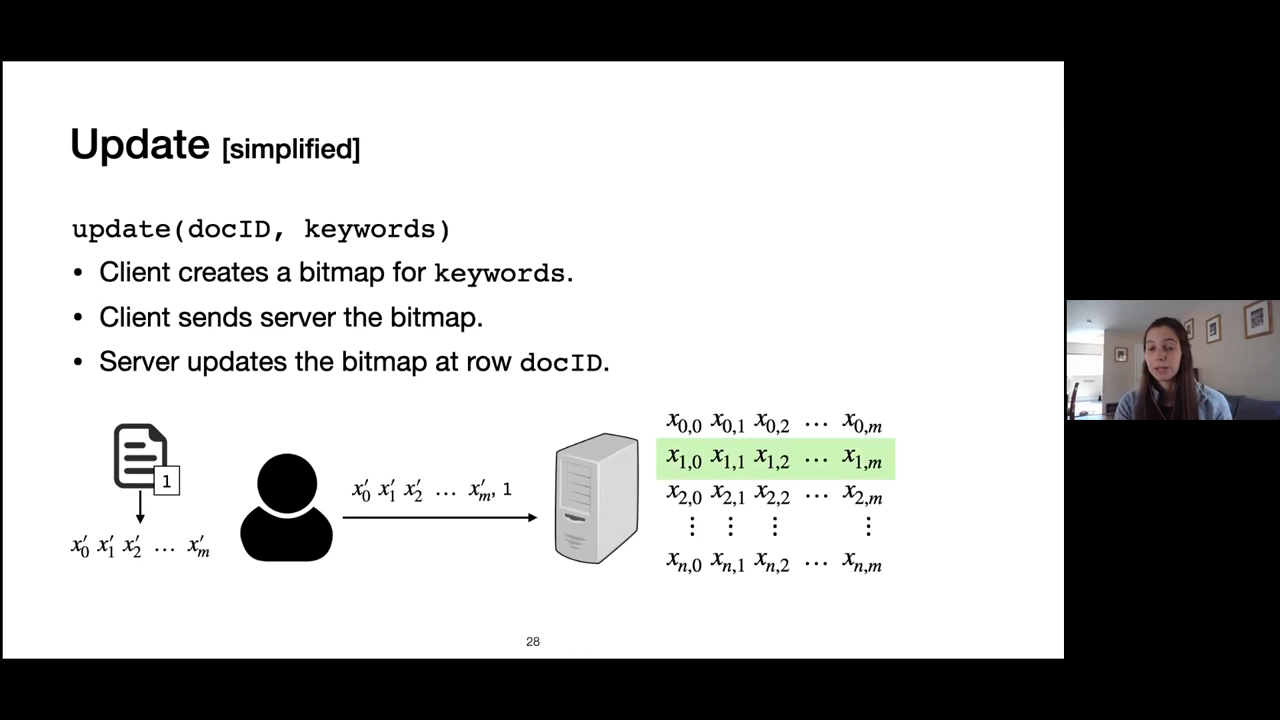 Update [simplified]
update(docID, keywords)
• Client creates a bitmap for keywords.
• Client sends server the bitmap.
• Server updates the bitmap at row docID.
1
x′0 x′1 x′2 … x′m
x′0 x′1 x′2 … x′m, 1
x0,0 x0,1 x0,2 … x0,m
x1,0 x1,1 x1,2 … x1,m
x2,0 x2,1 x2,2 … x2,m
⋮ ⋮ ⋮ ⋮
xn,0 xn,1 xn,2 … xn,m
28